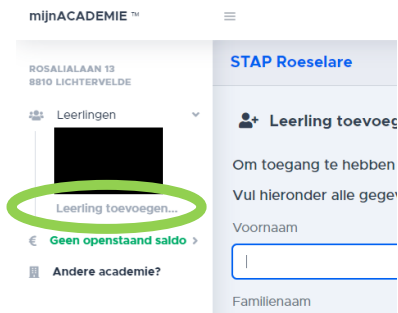 mijnACADEMIE ™
ROSALIALAAN 13
8810 LICHTERVELDE
Leerlingen
Leerling toevoegen...
€ Geen openstaand saldo >
Andere academie?
STAP Roeselare
Leerling toevoeg
Om toegang te hebben
Vul hieronder alle gegev
Voornaam
Familienaam